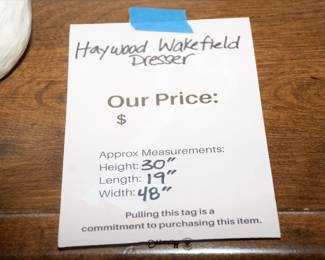 Haywood Wakefield
Dresser
Our Price:
$
Approx Measurements:
Height: 30"
Length: 19"
Width: 48"
Pulling this tag is a
commitment to purchasing this item.